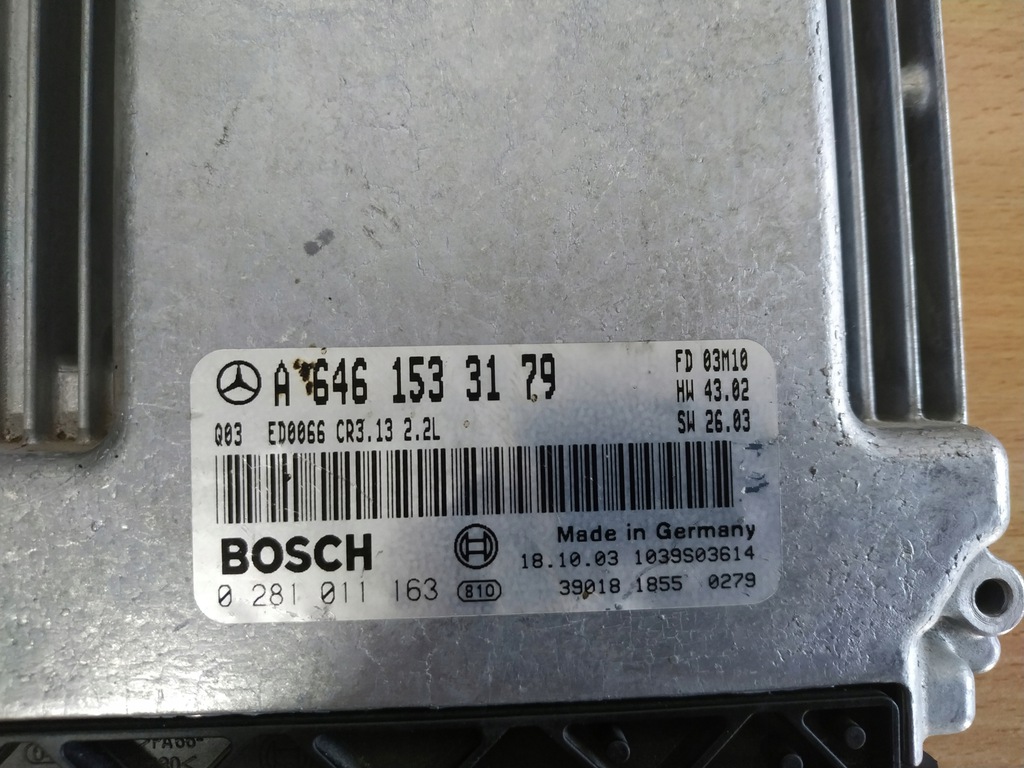 A 646 153 31 79
FD 03M10
HW 43.02
Q03 ED0066 CR3.13 2.2L
SW 26.03
BOSCH
Made in Germany
18.10.03 1039S03614
0 281 011 163 810
39018 1855 0279